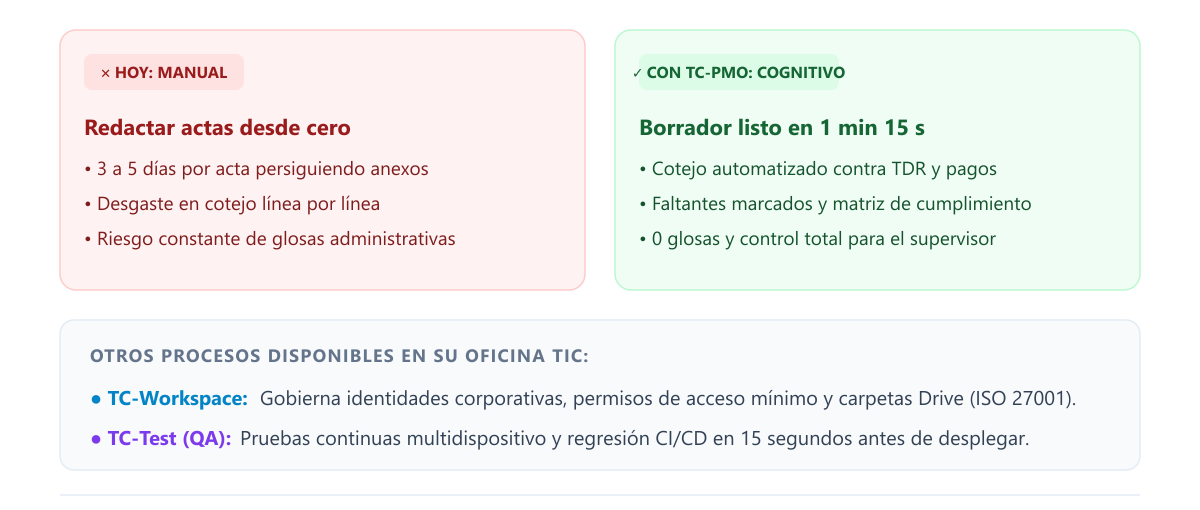 × HOY: MANUAL
Redactar actas desde cero
• 3 a 5 días por acta persiguiendo anexos
• Desgaste en cotejo línea por línea
• Riesgo constante de glosas administrativas
✓ CON TC-PMO: COGNITIVO
Borrador listo en 1 min 15 s
• Cotejo automatizado contra TDR y pagos
• Faltantes marcados y matriz de cumplimiento
• 0 glosas y control total para el supervisor
OTROS PROCESOS DISPONIBLES EN SU OFICINA TIC:
● TC-Workspace: Gobierna identidades corporativas, permisos de acceso mínimo y carpetas Drive (ISO 27001).
● TC-Test (QA): Pruebas continuas multidispositivo y regresión CI/CD en 15 segundos antes de desplegar.